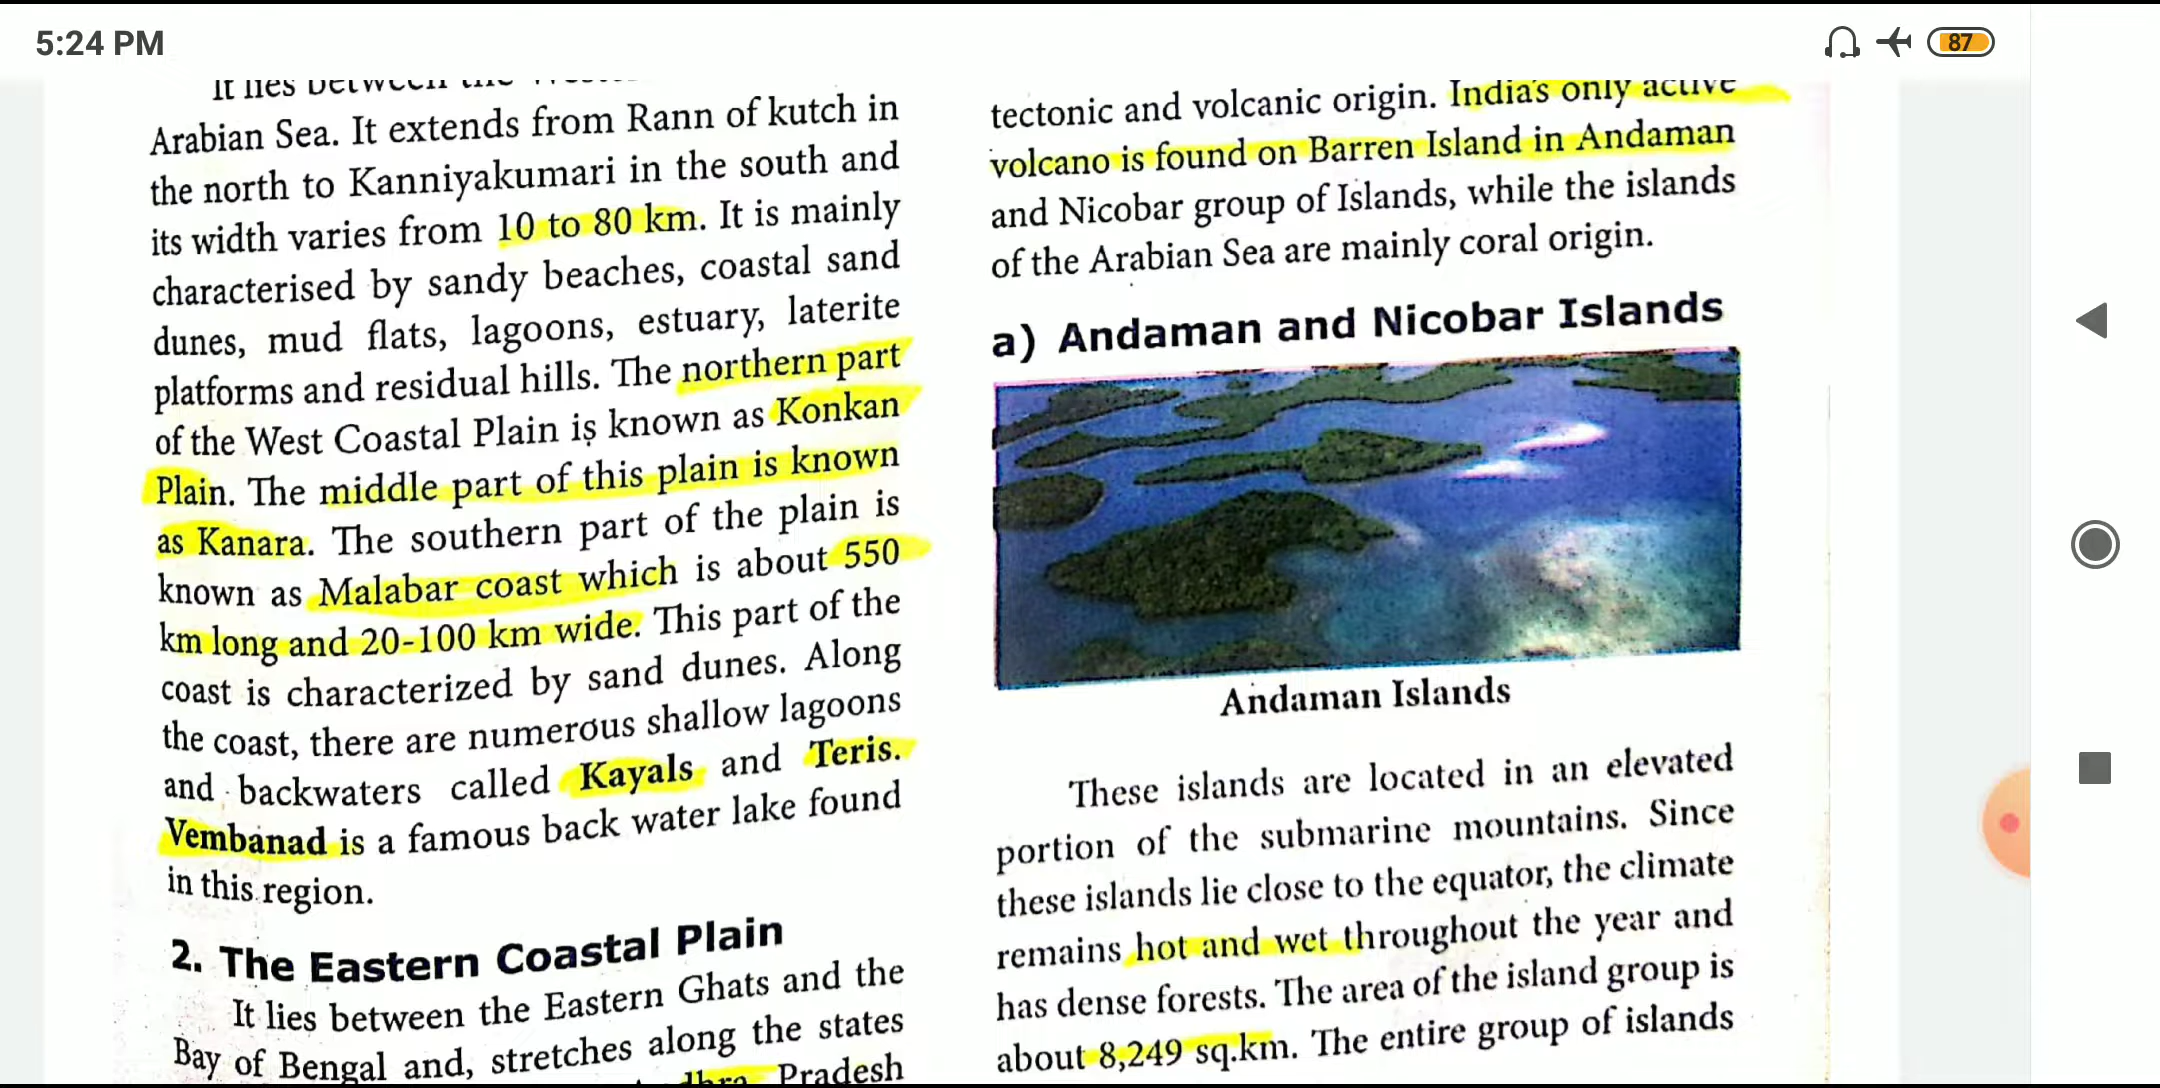 5:24 PM
87
It lies between the
Arabian Sea. It extends from Rann of kutch in
the north to Kanniyakumari in the south and
its width varies from 10 to 80 km. It is mainly
characterised by sandy beaches, coastal sand
dunes, mud flats, lagoons, estuary, laterite
platforms and residual hills. The northern part
of the West Coastal Plain is known as Konkan
Plain. The middle part of this plain is known
as Kanara. The southern part of the plain is
known as Malabar coast which is about 550
km long and 20-100 km wide. This part of the
coast is characterized by sand dunes. Along
the coast, there are numerous shallow lagoons
and backwaters called Kayals and Teris.
Vembanad is a famous back water lake found
in this region.
2. The Eastern Coastal Plain
It lies between the Eastern Ghats and the
Bay of Bengal and, stretches along the states
Pradesh
tectonic and volcanic origin. India's only active
volcano is found on Barren Island in Andaman
and Nicobar group of Islands, while the islands
of the Arabian Sea are mainly coral origin.
a) Andaman and Nicobar Islands
Andaman Islands
These islands are located in an elevated
portion of the submarine mountains. Since
these islands lie close to the equator, the climate
remains hot and wet throughout the year and
has dense forests. The area of the island group is
about 8,249 sq.km. The entire group of islands